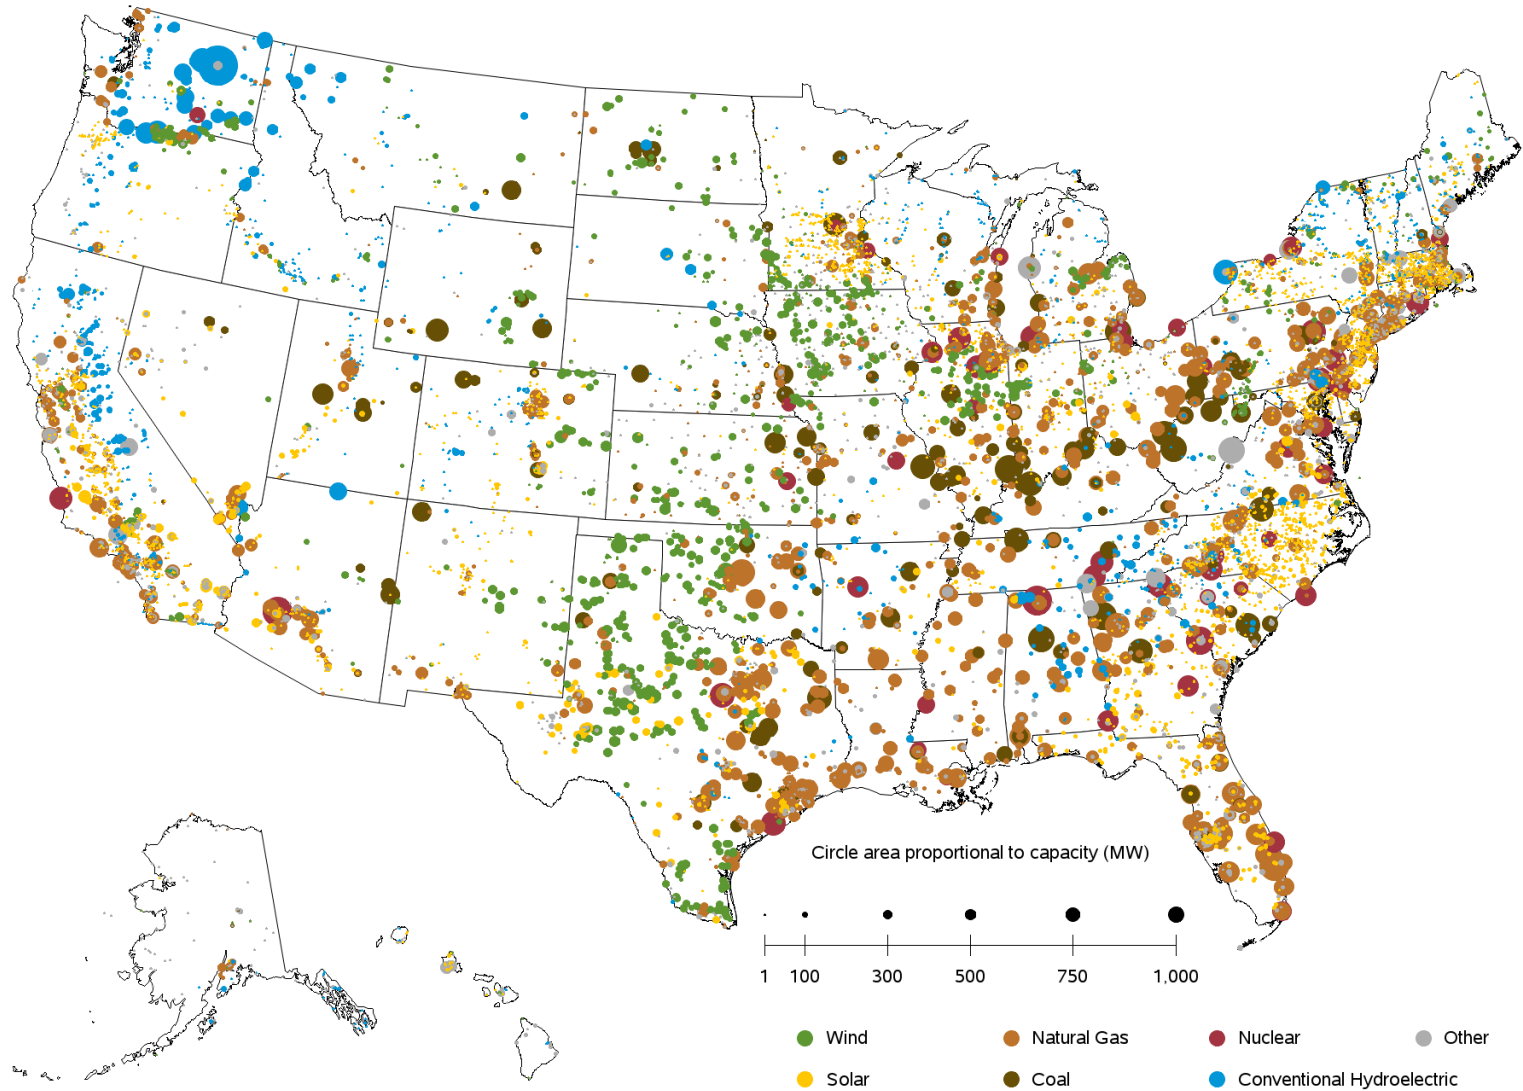 Circle area proportional to capacity (MW)
1 100 300 500 750 1,000
Wind Natural Gas Nuclear Other
Solar Coal Conventional Hydroelectric